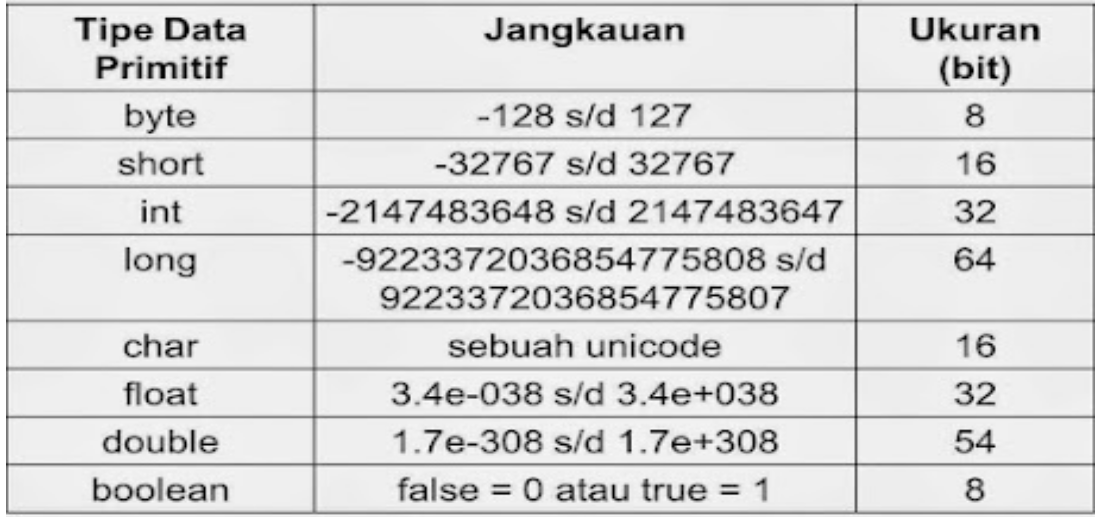 Tipe Data Primitif Jangkauan Ukuran (bit)
byte -128 s/d 127 8
short -32767 s/d 32767 16
int -2147483648 s/d 2147483647 32
long -9223372036854775808 s/d 9223372036854775807 64
char sebuah unicode 16
float 3.4e-038 s/d 3.4e+038 32
double 1.7e-308 s/d 1.7e+308 54
boolean false = 0 atau true = 1 8